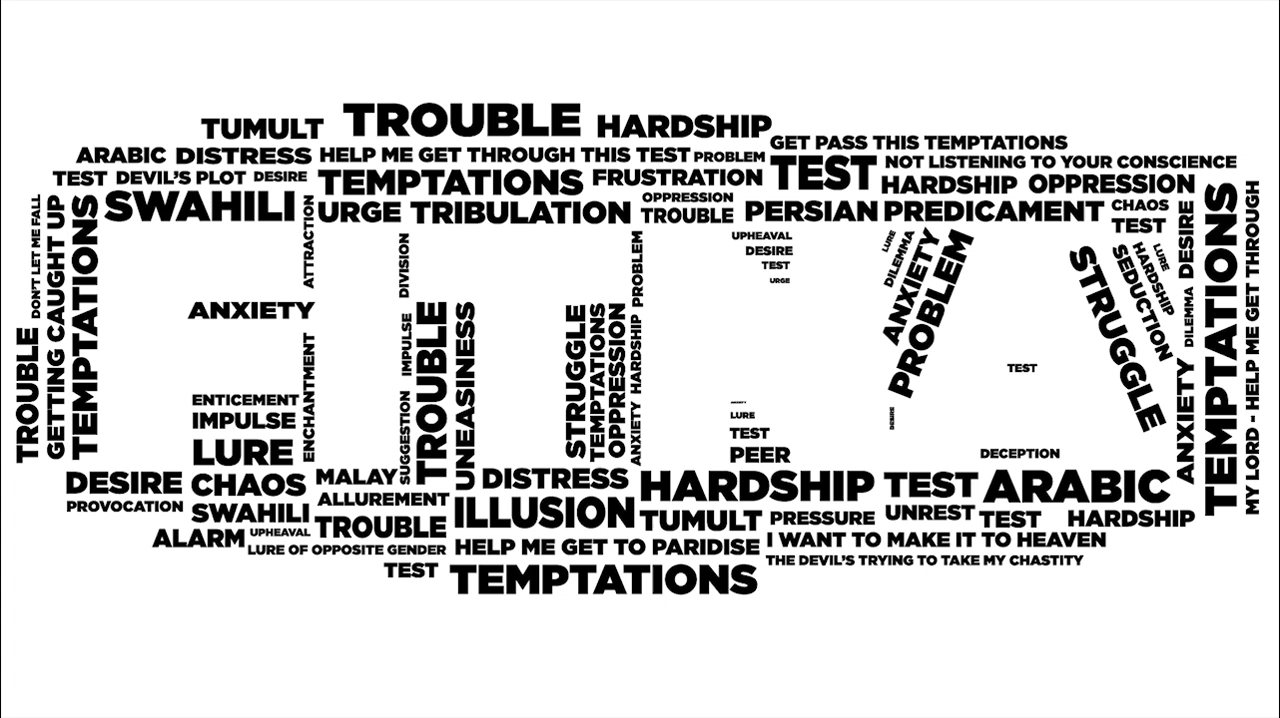 TUMULT TROUBLE HARDSHIP
GET PASS THIS TEMPTATIONS
ARABIC DISTRESS HELP ME GET THROUGH THIS TEST PROBLEM TEST NOT LISTENING TO YOUR CONSCIENCE
TEST DEVIL'S PLOT DESIRE TEMPTATIONS FRUSTRATION HARDSHIP OPPRESSION
SWAHILI URGE TRIBULATION OPPRESSION TROUBLE PERSIAN PREDICAMENT CHAOS
TEST
TROUBLE
DON'T LET ME FALL
GETTING CAUGHT UP
TEMPTATIONS
ATTRACTION
ANXIETY
ENCHANTMENT
ENTICEMENT
IMPULSE
LURE
DIVISION
IMPULSE
SUGGESTION
TROUBLE
UNEASINESS
STRUGGLE
TEMPTATIONS
OPPRESSION
PROBLEM
HARDSHIP
ANXIETY
UPHEAVAL
DESIRE
TEST
URGE
ANXIETY
LURE
TEST
PEER
LURE
DILEMMA
ANXIETY
PROBLEM
DESIRE
TEST
DECEPTION
STRUGGLE
SEDUCTION
HARDSHIP
LURE
DESIRE
DILEMMA
ANXIETY
TEMPTATIONS
MY LORD - HELP ME GET THROUGH
DESIRE CHAOS MALAY DISTRESS HARDSHIP TEST ARABIC
PROVOCATION SWAHILI ALLUREMENT ILLUSION TUMULT PRESSURE UNREST TEST HARDSHIP
ALARM UPHEAVAL TROUBLE
LURE OF OPPOSITE GENDER HELP ME GET TO PARIDISE I WANT TO MAKE IT TO HEAVEN
THE DEVIL'S TRYING TO TAKE MY CHASTITY
TEST TEMPTATIONS